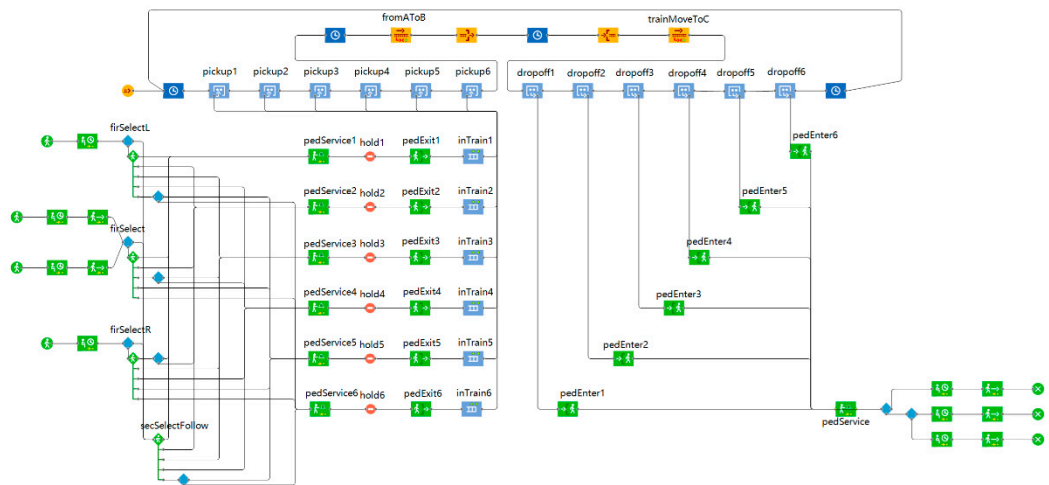 fromAToB trainMoveToC
pickup1 pickup2 pickup3 pickup4 pickup5 pickup6 dropoff1 dropoff2 dropoff3 dropoff4 dropoff5 dropoff6
firSelectL pedService1 hold1 pedExit1 inTrain1 pedEnter6
pedService2 hold2 pedExit2 inTrain2 pedEnter5
firSelect pedService3 hold3 pedExit3 inTrain3 pedEnter4
pedService4 hold4 pedExit4 inTrain4 pedEnter3
firSelectR pedService5 hold5 pedExit5 inTrain5 pedEnter2
pedService6 hold6 pedExit6 inTrain6 pedEnter1
secSelectFollow pedService